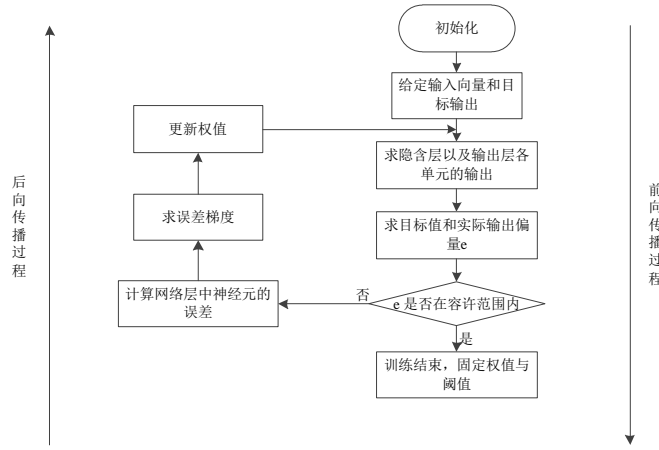 初始化
给定输入向量和目
标输出
更新权值
求隐含层以及输出层各
单元的输出
求误差梯度
求目标值和实际输出偏
量e
计算网络层中神经元的
误差
否
e 是否在容许范围内
是
训练结束，固定权值与
阈值
后向传播过程
前向传播过程